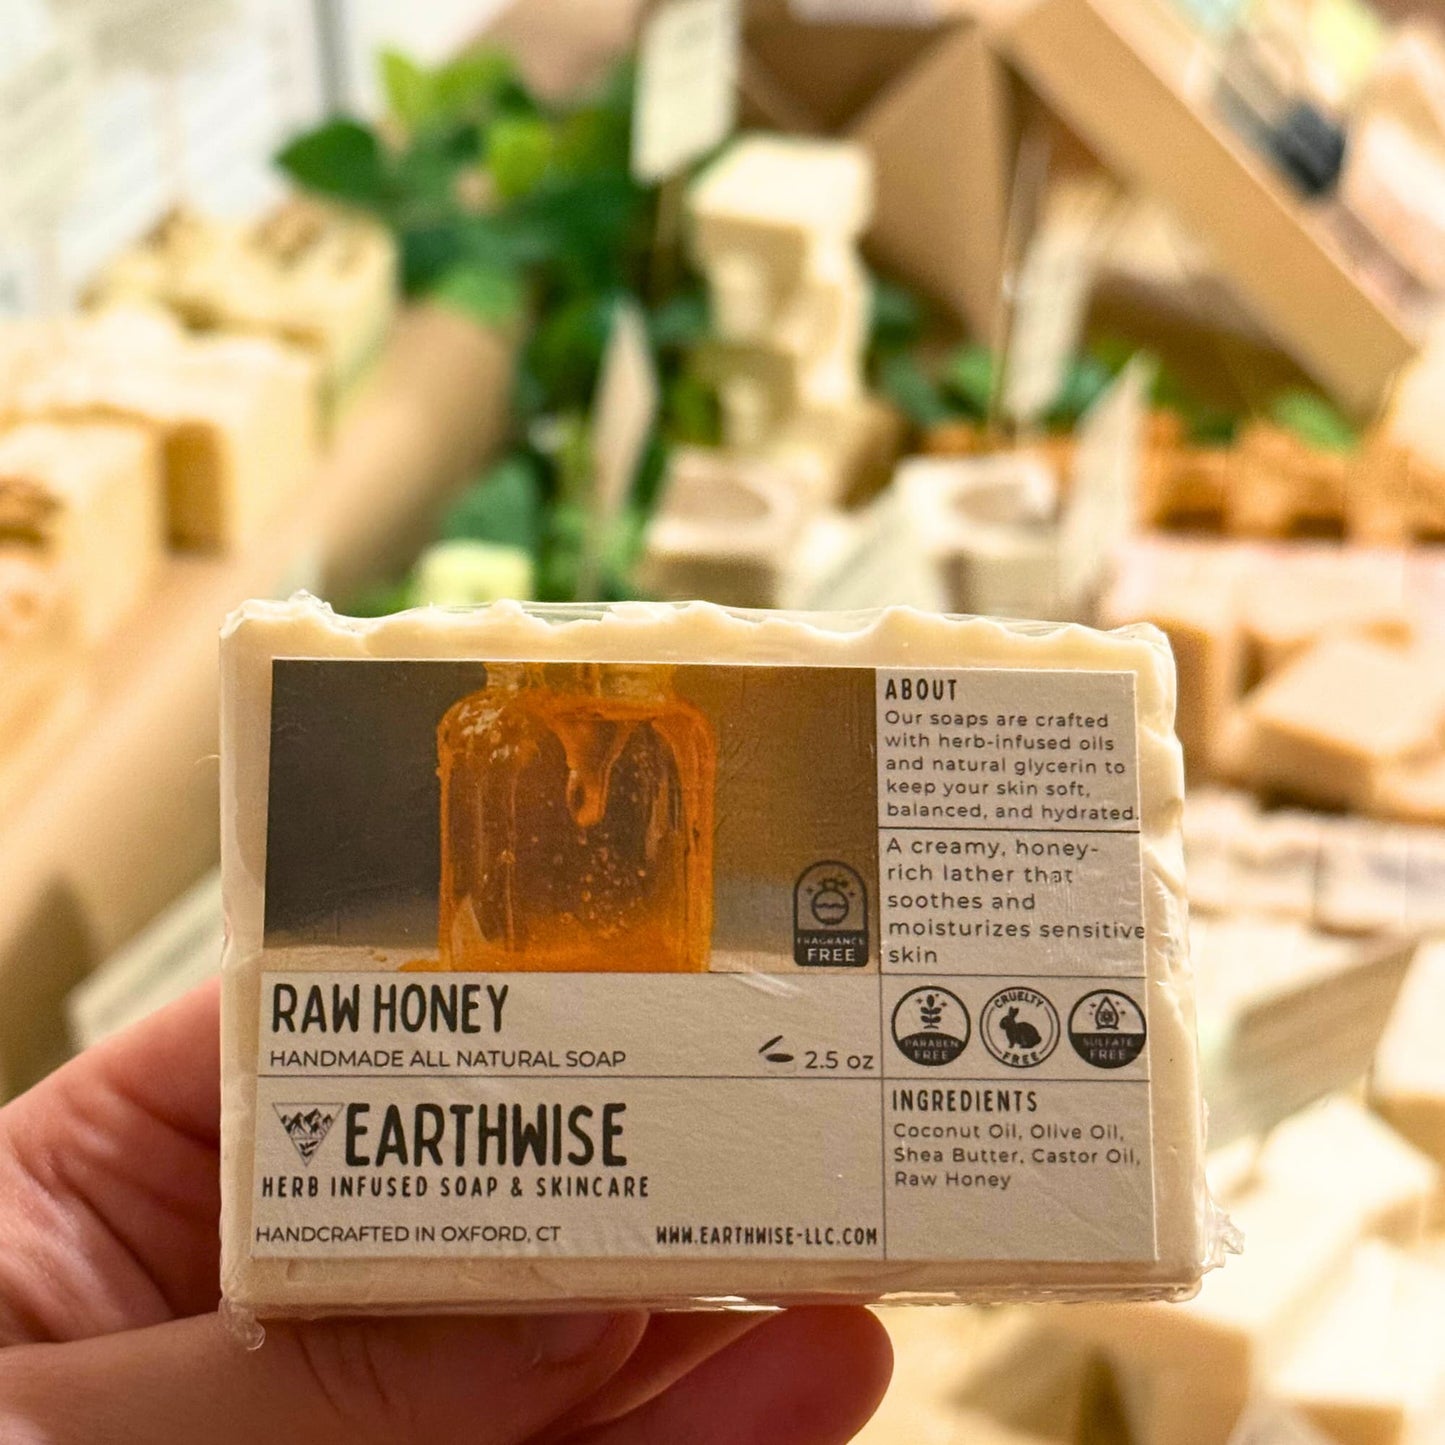 ABOUT
Our soaps are crafted
with herb-infused oils
and natural glycerin to
keep your skin soft,
balanced, and hydrated.
A creamy, honey-
rich lather that
soothes and
moisturizes sensitive
skin
FRAGRANCE
FREE
RAW HONEY
HANDMADE ALL NATURAL SOAP
2.5 oz
PARABEN
FREE
CRUELTY
FREE
SULFATE
FREE
EARTHWISE
HERB INFUSED SOAP & SKINCARE
HANDCRAFTED IN OXFORD, CT
WWW.EARTHWISE-LLC.COM
INGREDIENTS
Coconut Oil, Olive Oil,
Shea Butter, Castor Oil,
Raw Honey